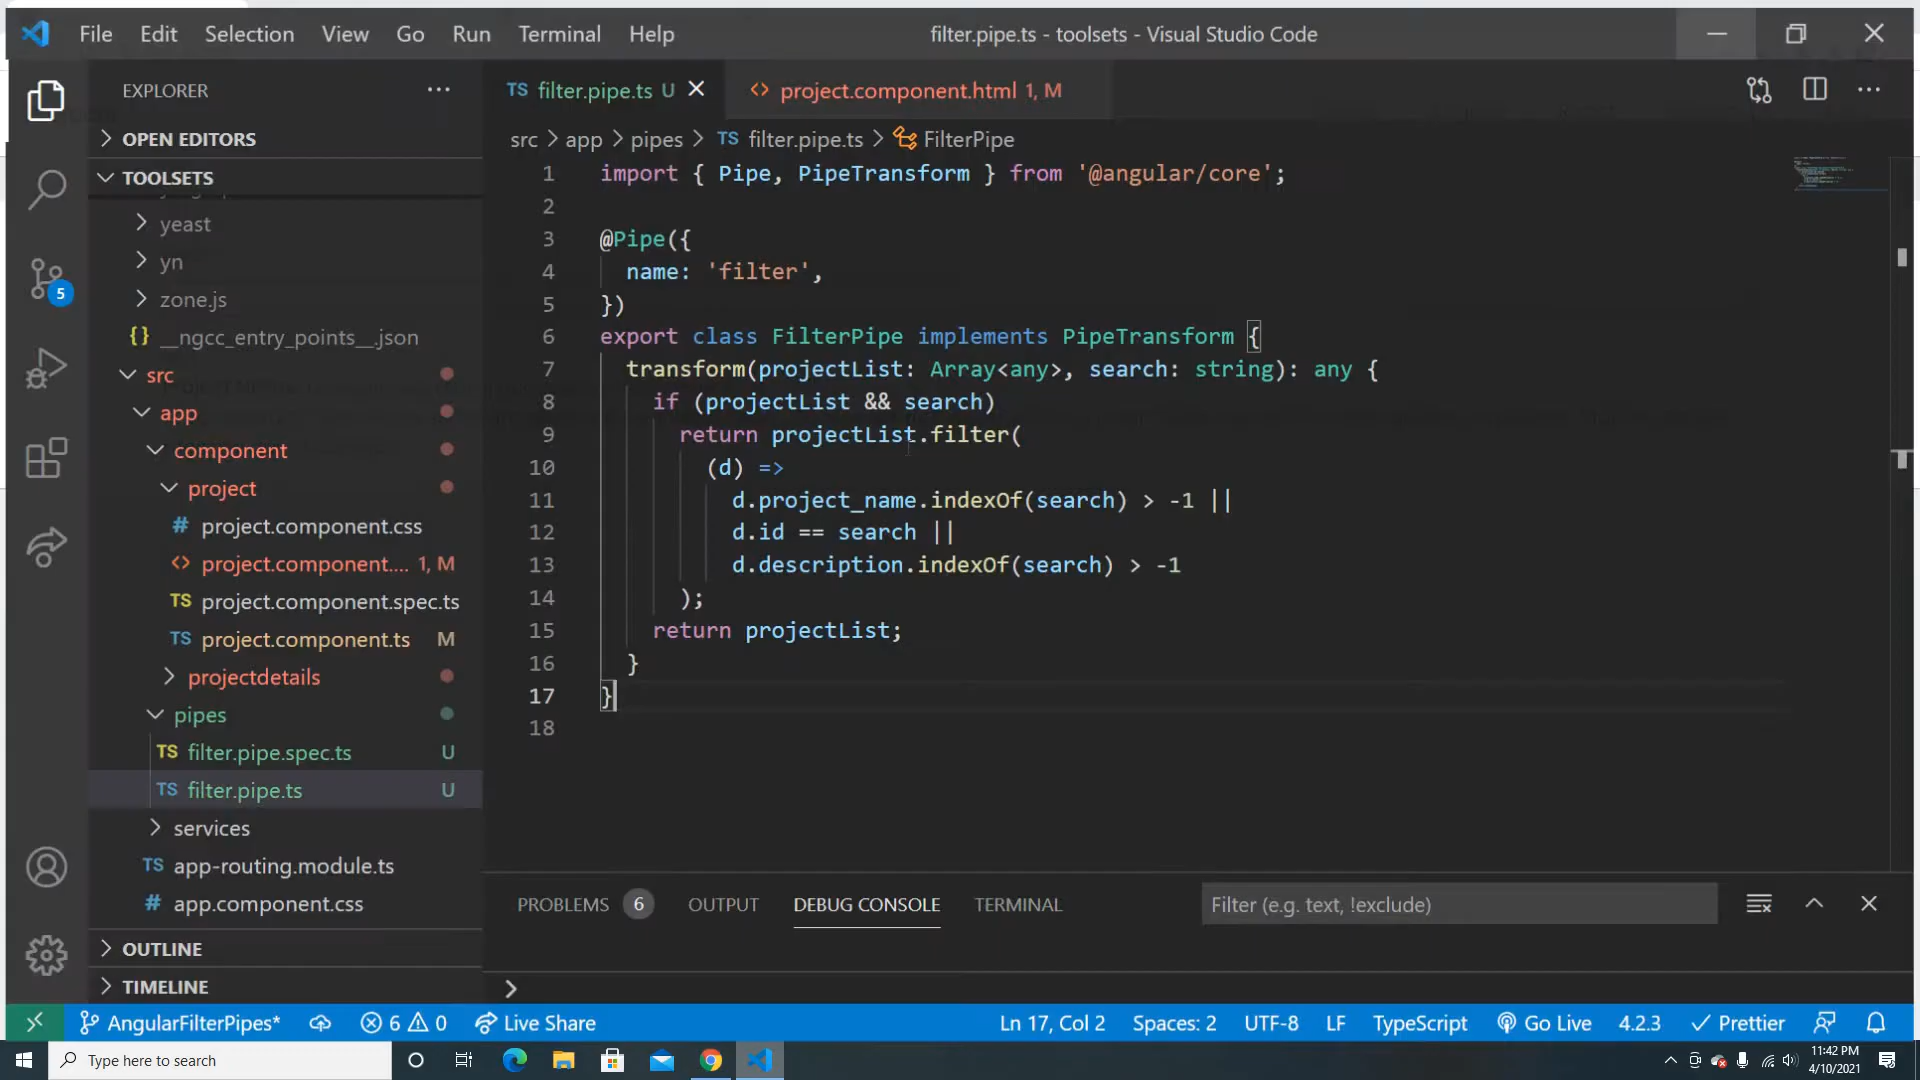 File Edit Selection View Go Run Terminal Help
filter.pipe.ts - toolsets - Visual Studio Code
EXPLORER
OPEN EDITORS
TOOLSETS
yeast
yn
zone.js
{} __ngcc_entry_points__.json
src
app
component
project
# project.component.css
<> project.component.... 1, M
TS project.component.spec.ts
TS project.component.ts M
projectdetails
pipes
TS filter.pipe.spec.ts U
TS filter.pipe.ts U
services
TS app-routing.module.ts
# app.component.css
OUTLINE
TIMELINE
5
TS filter.pipe.ts U
<> project.component.html 1, M
src > app > pipes > TS filter.pipe.ts > FilterPipe
1 import { Pipe, PipeTransform } from '@angular/core';
2
3 @Pipe({
4 name: 'filter',
5 })
6 export class FilterPipe implements PipeTransform {
7 transform(projectList: Array<any>, search: string): any {
8 if (projectList && search)
9 return projectList.filter(
10 (d) =>
11 d.project_name.indexOf(search) > -1 ||
12 d.id == search ||
13 d.description.indexOf(search) > -1
14 );
15 return projectList;
16 }
17 }
18
PROBLEMS 6 OUTPUT DEBUG CONSOLE TERMINAL
Filter (e.g. text, !exclude)
AngularFilterPipes* 6 0 Live Share
Ln 17, Col 2 Spaces: 2 UTF-8 LF TypeScript Go Live 4.2.3 Prettier
Type here to search
11:42 PM
4/10/2021